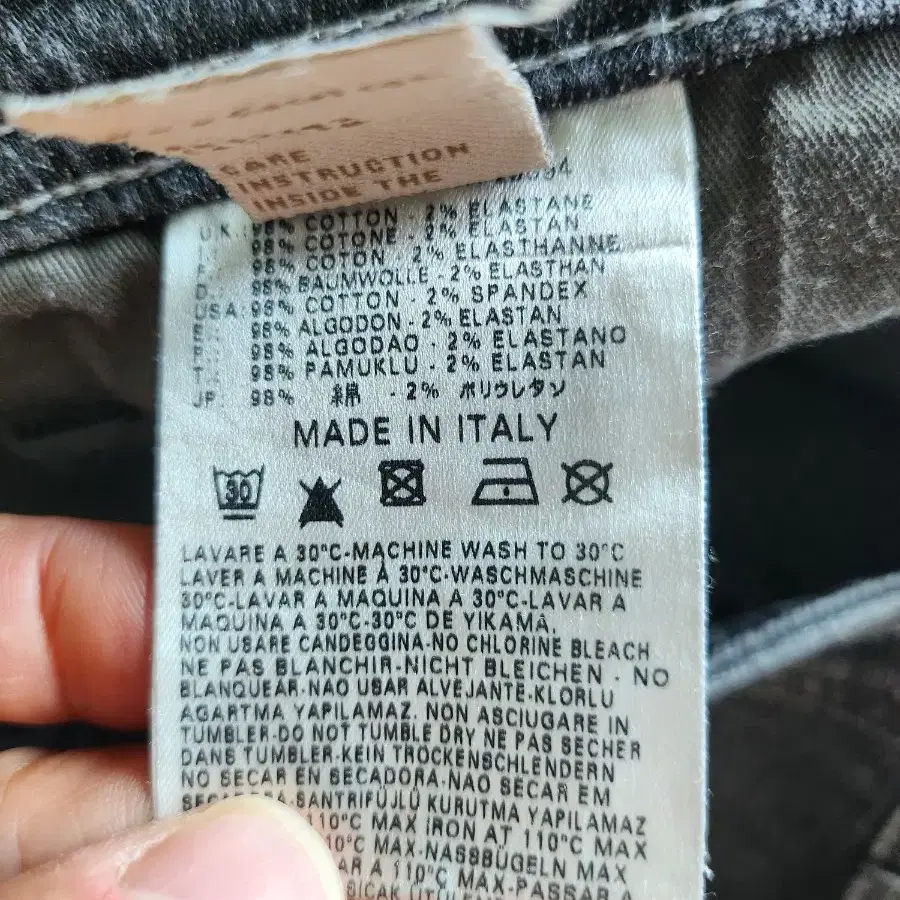 CARE
INSTRUCTION
INSIDE THE
94
U.K.: 98% COTTON - 2% ELASTANE
98% COTONE - 2% ELASTAN
98% COTON - 2% ELASTHANNE
D.: 98% BAUMWOLLE - 2% ELASTHAN
USA: 98% COTTON - 2% SPANDEX
E. 98% ALGODON - 2% ELASTAN
98% ALGODAO - 2% ELASTANO
98% PAMUKLU - 2% ELASTAN
JP. 98% 綿 - 2% ポリウレタン
MADE IN ITALY
30
LAVARE A 30°C-MACHINE WASH TO 30°C
LAVER A MACHINE A 30°C-WASCHMASCHINE
30°C-LAVAR A MAQUINA A 30°C-LAVAR A
MAQUINA A 30°C-30°C DE YIKAMA.
NON USARE CANDEGGINA-NO CHLORINE BLEACH
NE PAS BLANCHIR-NICHT BLEICHEN - NO
BLANQUEAR-NAO USAR ALVEJANTE-KLORLU
AGARTMA YAPILAMAZ. NON ASCIUGARE IN
TUMBLER-DO NOT TUMBLE DRY NE PAS SECHER
DANS TUMBLER-KEIN TROCKENSCHLENDERN
NO SECAR EN SECADORA-NAO SECAR EM
SECADORA-SANTRIFÜJLÜ KURUTMA YAPILAMAZ
110°C MAX IRON AT 110°C MAX
110°C MAX-NASSBÜGELN MAX
AR A 110°C MAX-PASSAR A
SICAK